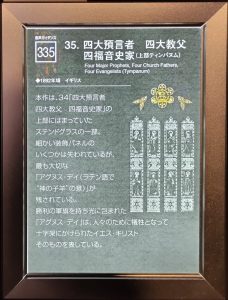 音声ガイダンス
335
35. 四大預言者　四大教父
四福音史家(上部ティンパヌム)
Four Major Prophets, Four Church Fathers,
Four Evangelists (Tympanum)
●1892年頃　イギリス
本作は、34「四大預言者
四大教父　四福音史家」の
上部にはまっていた
ステンドグラスの一部。
細かい装飾パネルの
いくつかは失われているが、
最も大切な
「アグヌス・デイ(ラテン語で
“神の子羊”の意)」が
残されている。
勝利の軍旗を持ち光に包まれた
「アグヌス・デイ」は、人々のために犠牲となって
十字架にかけられたイエス・キリスト
そのものを表している。